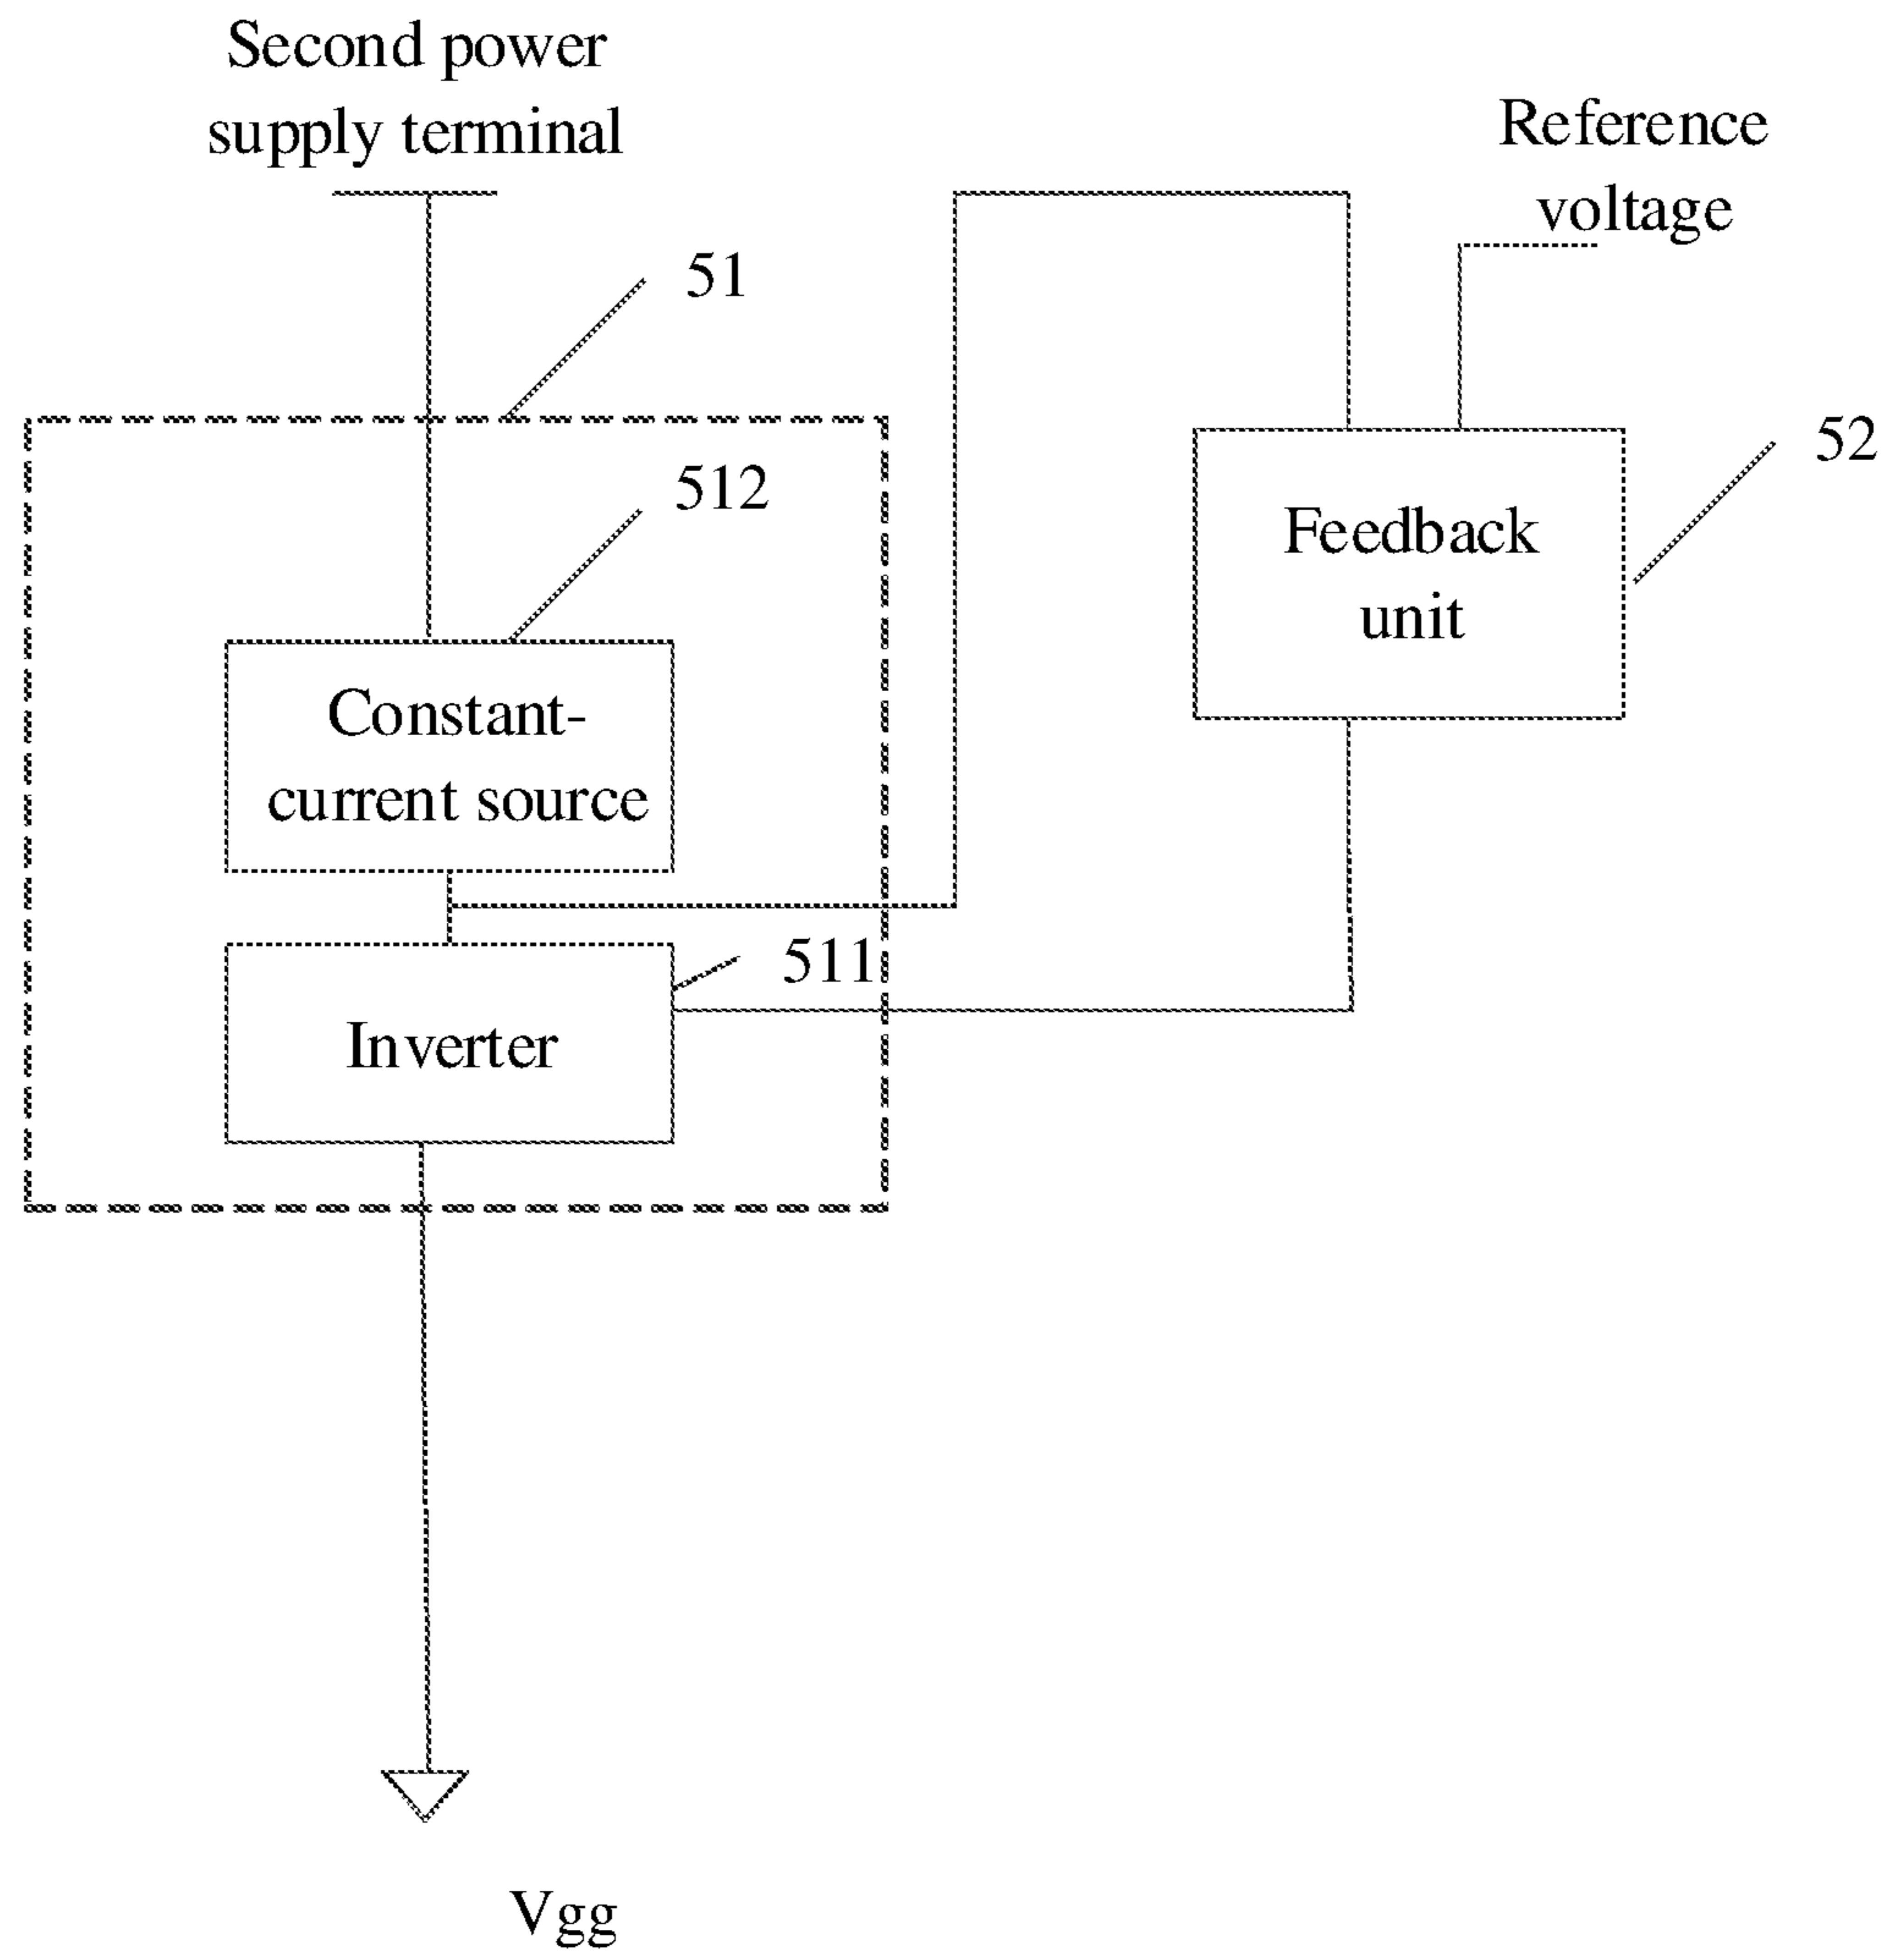 Second power
supply terminal
Reference
voltage
51
52
512
Feedback
unit
Constant-
current source
511
Inverter
Vgg